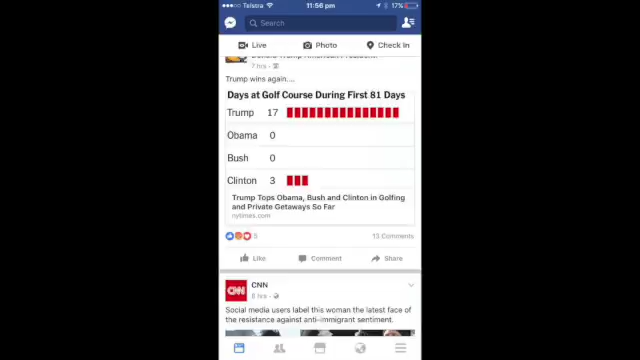 Telstra 11:56 pm 17%
Search
Live Photo Check In
7 hrs
Trump wins again....
Days at Golf Course During First 81 Days
Trump 17
Obama 0
Bush 0
Clinton 3
Trump Tops Obama, Bush and Clinton in Golfing
and Private Getaways So Far
nytimes.com
5 13 Comments
Like Comment Share
CNN
CNN
8 hrs
Social media users label this woman the latest face of
the resistance against anti-immigrant sentiment.